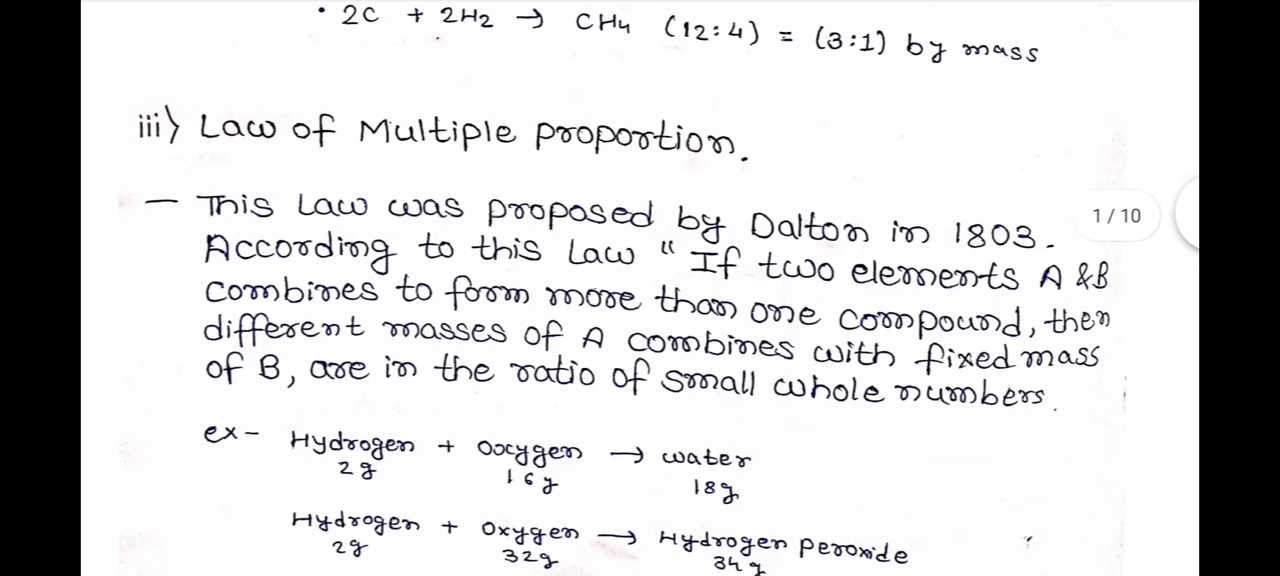 • 2C + 2H2 → CH4 (12:4) = (3:1) by mass
iii) Law of Multiple proportion.
— This Law was proposed by Dalton in 1803.
1 / 10
According to this Law " If two elements A & B
combines to form more than one compound, then
different masses of A combines with fixed mass
of B, are in the ratio of small whole numbers.
ex - Hydrogen + Oxygen → water
2g 16g 18g
Hydrogen + Oxygen → Hydrogen peroxide
2g 32g 34g